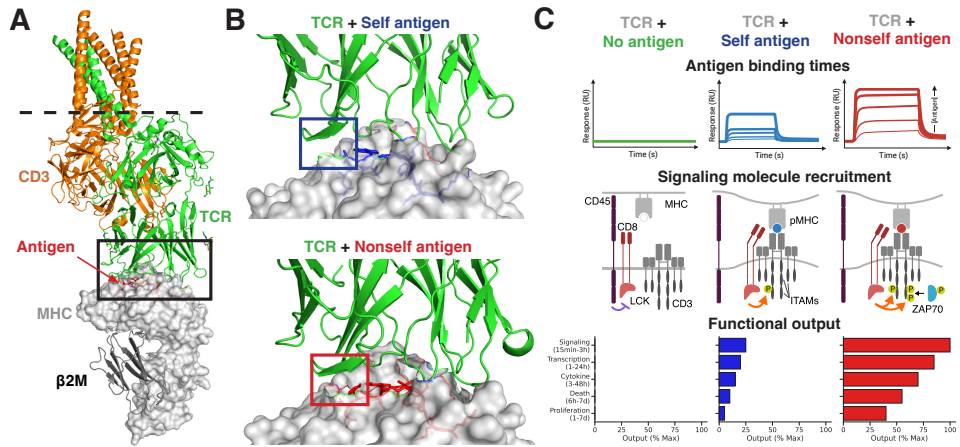 A
CD3
TCR
Antigen
MHC
β2M
B
TCR + Self antigen
TCR + Nonself antigen
C
TCR +
No antigen
TCR +
Self antigen
TCR +
Nonself antigen
Antigen binding times
Response (RU)
Time (s)
Response (RU)
Time (s)
Response (RU)
[Antigen]
Time (s)
Signaling molecule recruitment
CD45
MHC
CD8
LCK
CD3
pMHC
P
ITAMs
P
P
P
P
ZAP70
Functional output
Signaling
(15min-3h)
Transcription
(1-24h)
Cytokine
(3-48h)
Death
(6h-7d)
Proliferation
(1-7d)
0 25 50 75 100
Output (% Max)
0 25 50 75 100
Output (% Max)
0 25 50 75 100
Output (% Max)